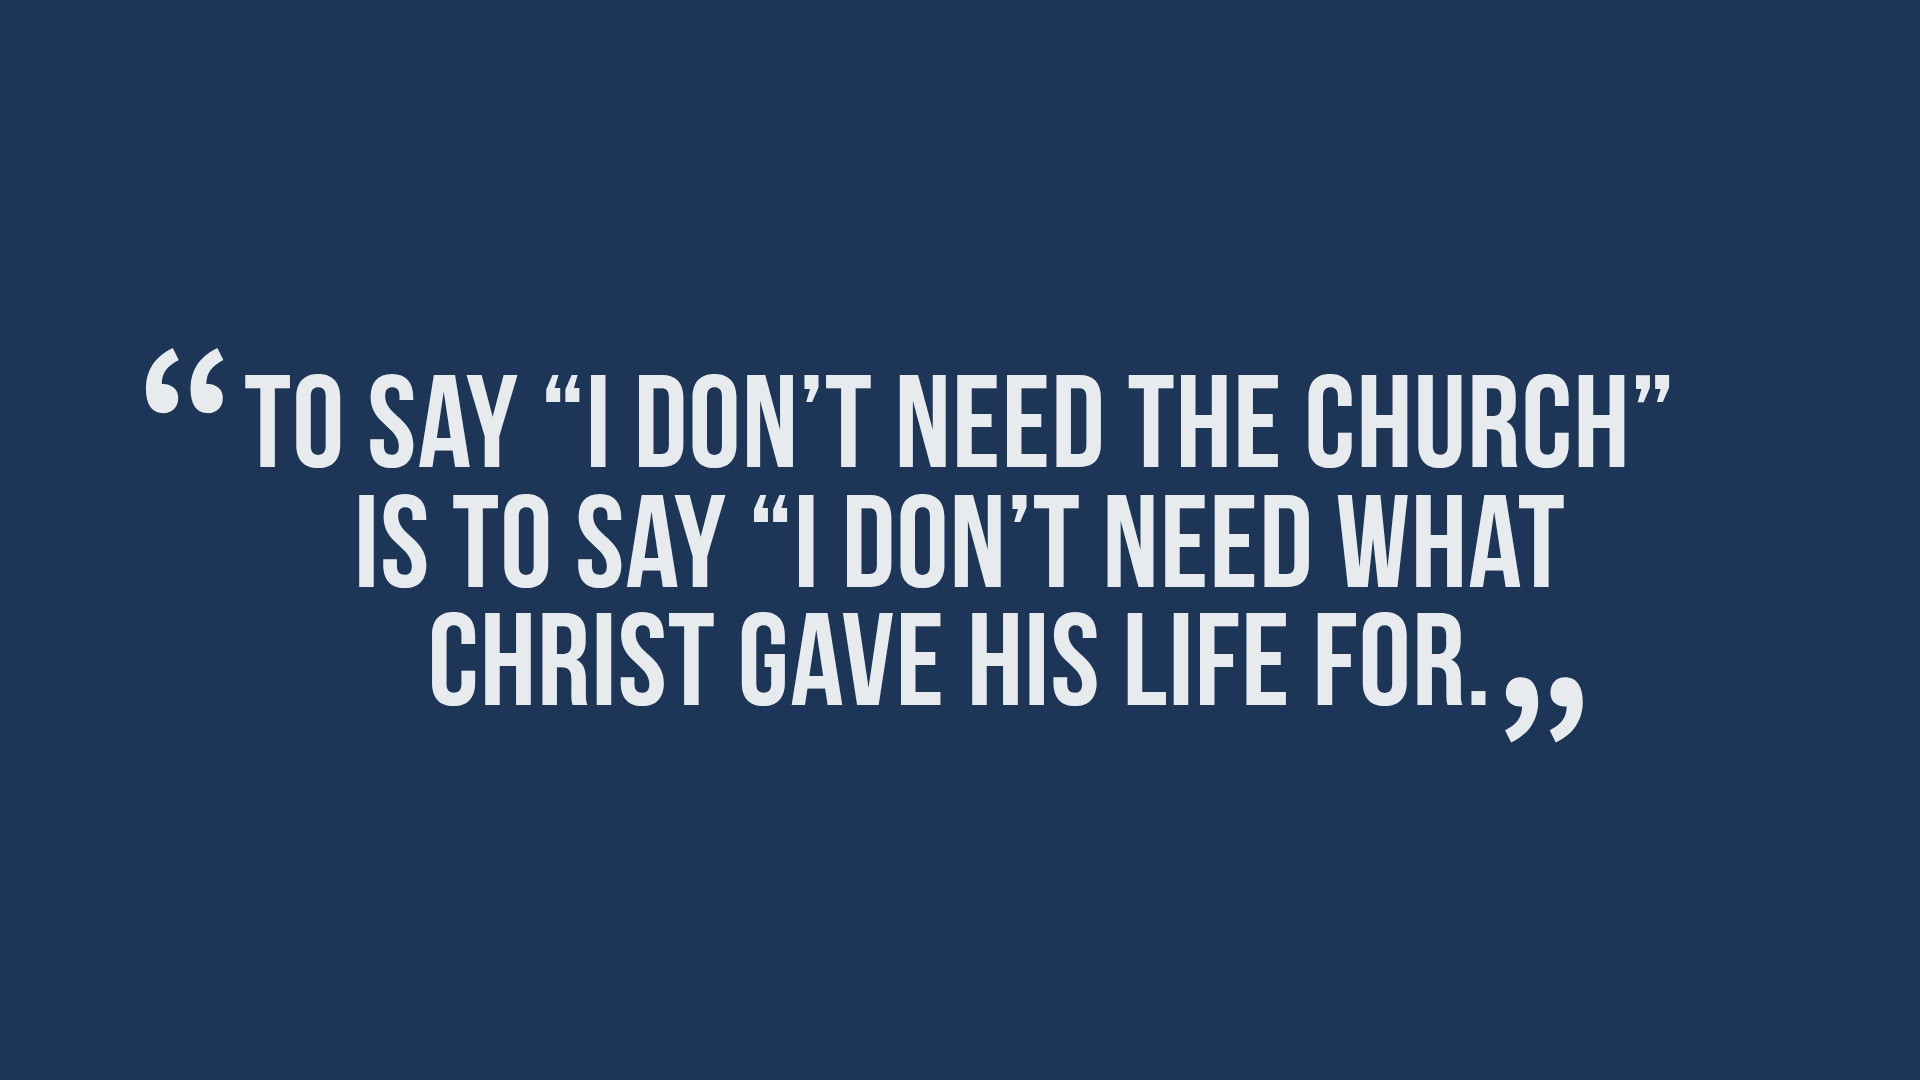 “TO SAY “I DON’T NEED THE CHURCH”
IS TO SAY “I DON’T NEED WHAT
CHRIST GAVE HIS LIFE FOR.”